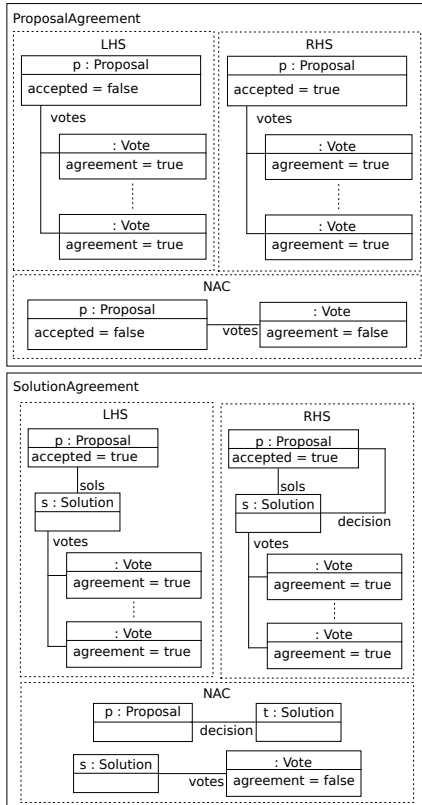 ProposalAgreement
LHS
p : Proposal
accepted = false
votes
: Vote
agreement = true
: Vote
agreement = true
RHS
p : Proposal
accepted = true
votes
: Vote
agreement = true
: Vote
agreement = true
NAC
p : Proposal
accepted = false
votes
: Vote
agreement = false
SolutionAgreement
LHS
p : Proposal
accepted = true
sols
s : Solution
votes
: Vote
agreement = true
: Vote
agreement = true
RHS
p : Proposal
accepted = true
sols
s : Solution
decision
votes
: Vote
agreement = true
: Vote
agreement = true
NAC
p : Proposal
decision
t : Solution
s : Solution
votes
: Vote
agreement = false